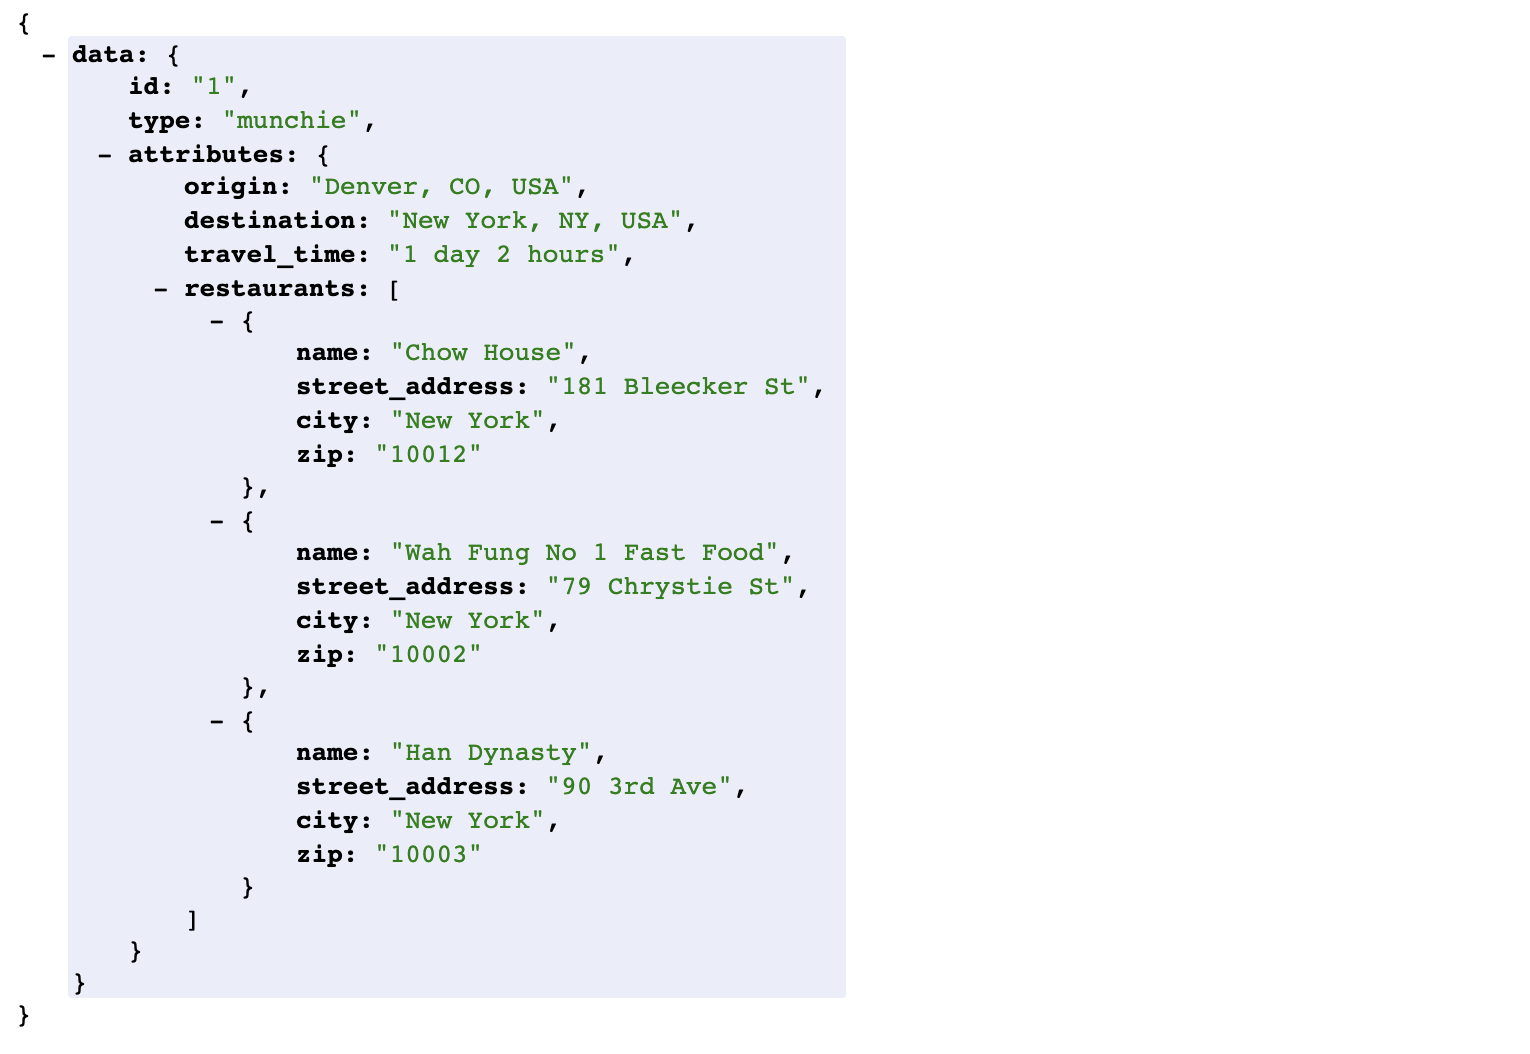 {
- data: {
id: "1",
type: "munchie",
- attributes: {
origin: "Denver, CO, USA",
destination: "New York, NY, USA",
travel_time: "1 day 2 hours",
- restaurants: [
- {
name: "Chow House",
street_address: "181 Bleecker St",
city: "New York",
zip: "10012"
},
- {
name: "Wah Fung No 1 Fast Food",
street_address: "79 Chrystie St",
city: "New York",
zip: "10002"
},
- {
name: "Han Dynasty",
street_address: "90 3rd Ave",
city: "New York",
zip: "10003"
}
]
}
}
}